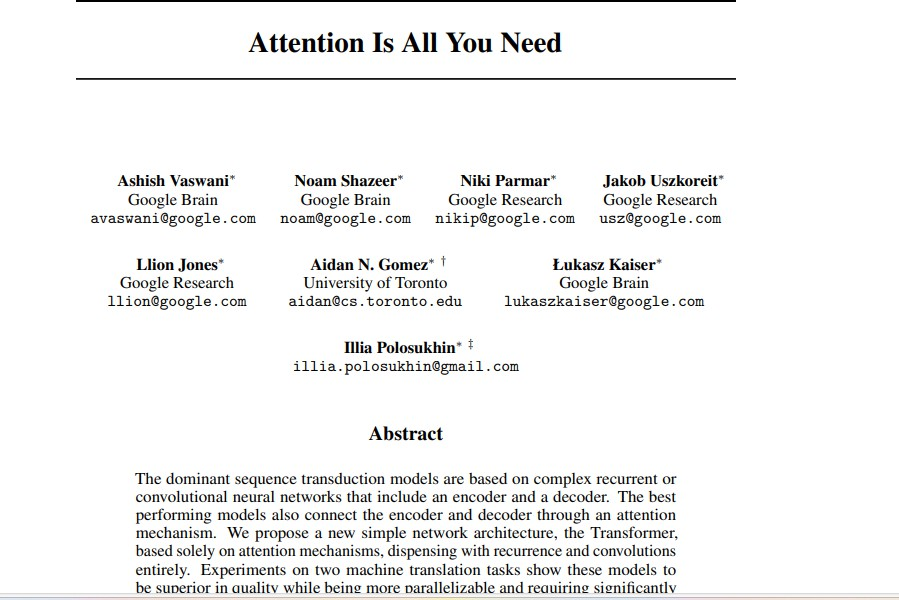 Attention Is All You Need
Ashish Vaswani* Noam Shazeer* Niki Parmar* Jakob Uszkoreit*
Google Brain Google Brain Google Research Google Research
avaswani@google.com noam@google.com nikip@google.com usz@google.com
Llion Jones* Aidan N. Gomez* † Łukasz Kaiser*
Google Research University of Toronto Google Brain
llion@google.com aidan@cs.toronto.edu lukaszkaiser@google.com
Illia Polosukhin* ‡
illia.polosukhin@gmail.com
Abstract
The dominant sequence transduction models are based on complex recurrent or
convolutional neural networks that include an encoder and a decoder. The best
performing models also connect the encoder and decoder through an attention
mechanism. We propose a new simple network architecture, the Transformer,
based solely on attention mechanisms, dispensing with recurrence and convolutions
entirely. Experiments on two machine translation tasks show these models to
be superior in quality while being more parallelizable and requiring significantly